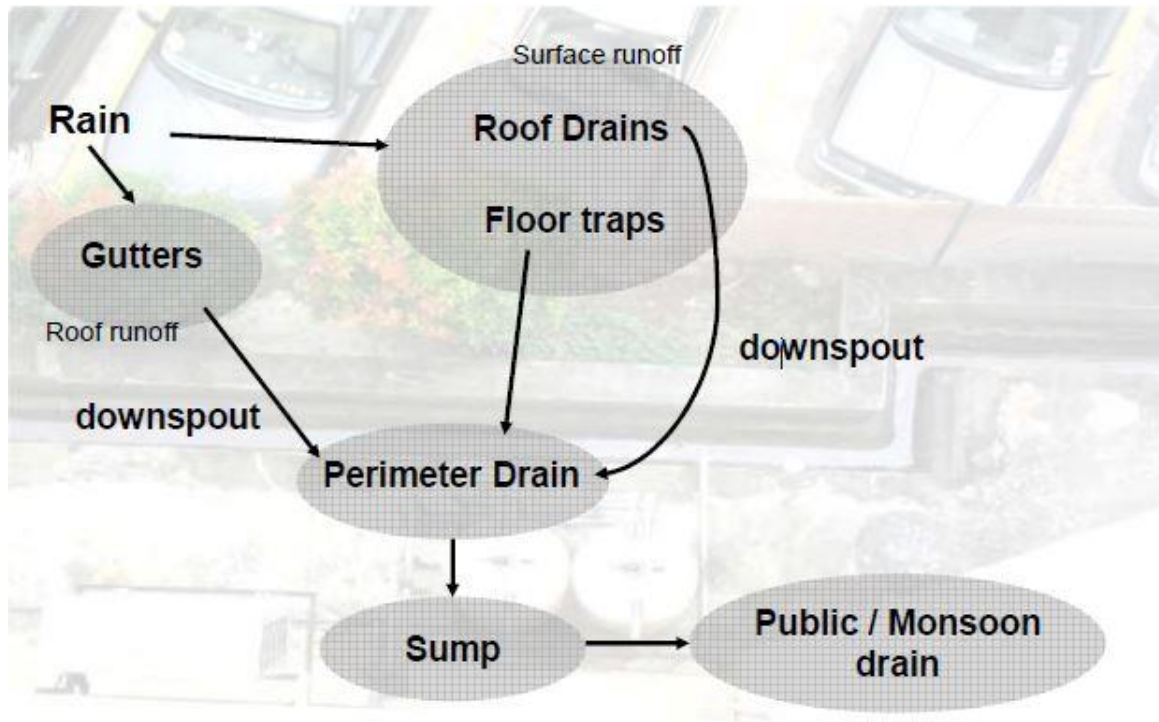 Surface runoff
Rain
Roof Drains
Floor traps
Gutters
Roof runoff
downspout
downspout
Perimeter Drain
Sump
Public / Monsoon
drain